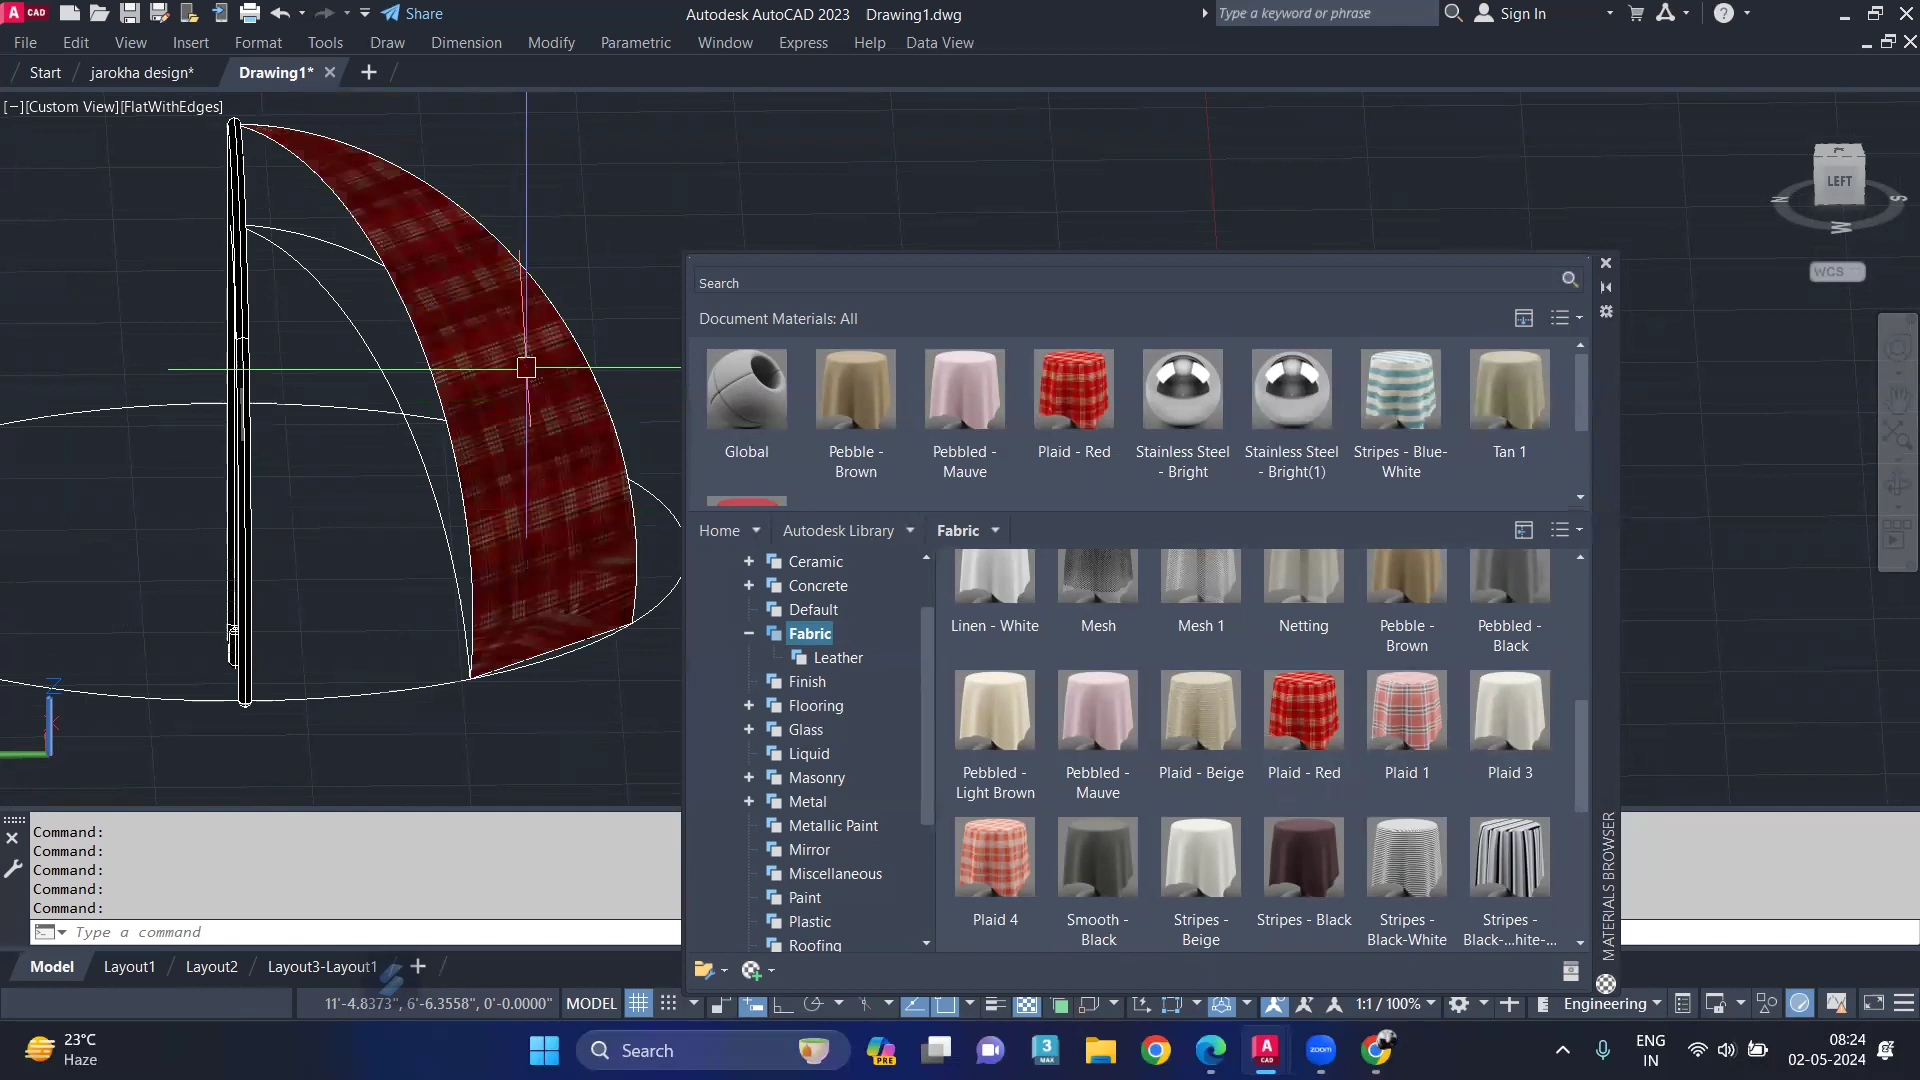 CAD
Share
Autodesk AutoCAD 2023 Drawing1.dwg
Type a keyword or phrase
Sign In
File Edit View Insert Format Tools Draw Dimension Modify Parametric Window Express Help Data View
Start jarokha design* Drawing1*
[−][Custom View][FlatWithEdges]
LEFT
N
S
W
WCS
Search
Document Materials: All
Global
Pebble -
Brown
Pebbled -
Mauve
Plaid - Red
Stainless Steel
- Bright
Stainless Steel
- Bright(1)
Stripes - Blue-
White
Tan 1
Home Autodesk Library Fabric
Ceramic
Concrete
Default
Fabric
Leather
Finish
Flooring
Glass
Liquid
Masonry
Metal
Metallic Paint
Mirror
Miscellaneous
Paint
Plastic
Roofing
Linen - White
Mesh
Mesh 1
Netting
Pebble -
Brown
Pebbled -
Black
Pebbled -
Light Brown
Pebbled -
Mauve
Plaid - Beige
Plaid - Red
Plaid 1
Plaid 3
Plaid 4
Smooth -
Black
Stripes -
Beige
Stripes - Black
Stripes -
Black-White
Stripes -
Black-...hite-...
MATERIALS BROWSER
Z
X
Command:
Command:
Command:
Command:
Command:
Type a command
Model Layout1 Layout2 Layout3-Layout1
11'-4.8373", 6'-6.3558", 0'-0.0000" MODEL
1:1 / 100%
Engineering
23°C
Haze
Search
PRE
3
MAX
A
CAD
zoom
ENG
IN
08:24
02-05-2024